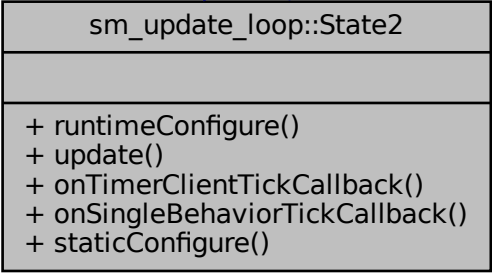 sm_update_loop::State2
+ runtimeConfigure()
+ update()
+ onTimerClientTickCallback()
+ onSingleBehaviorTickCallback()
+ staticConfigure()